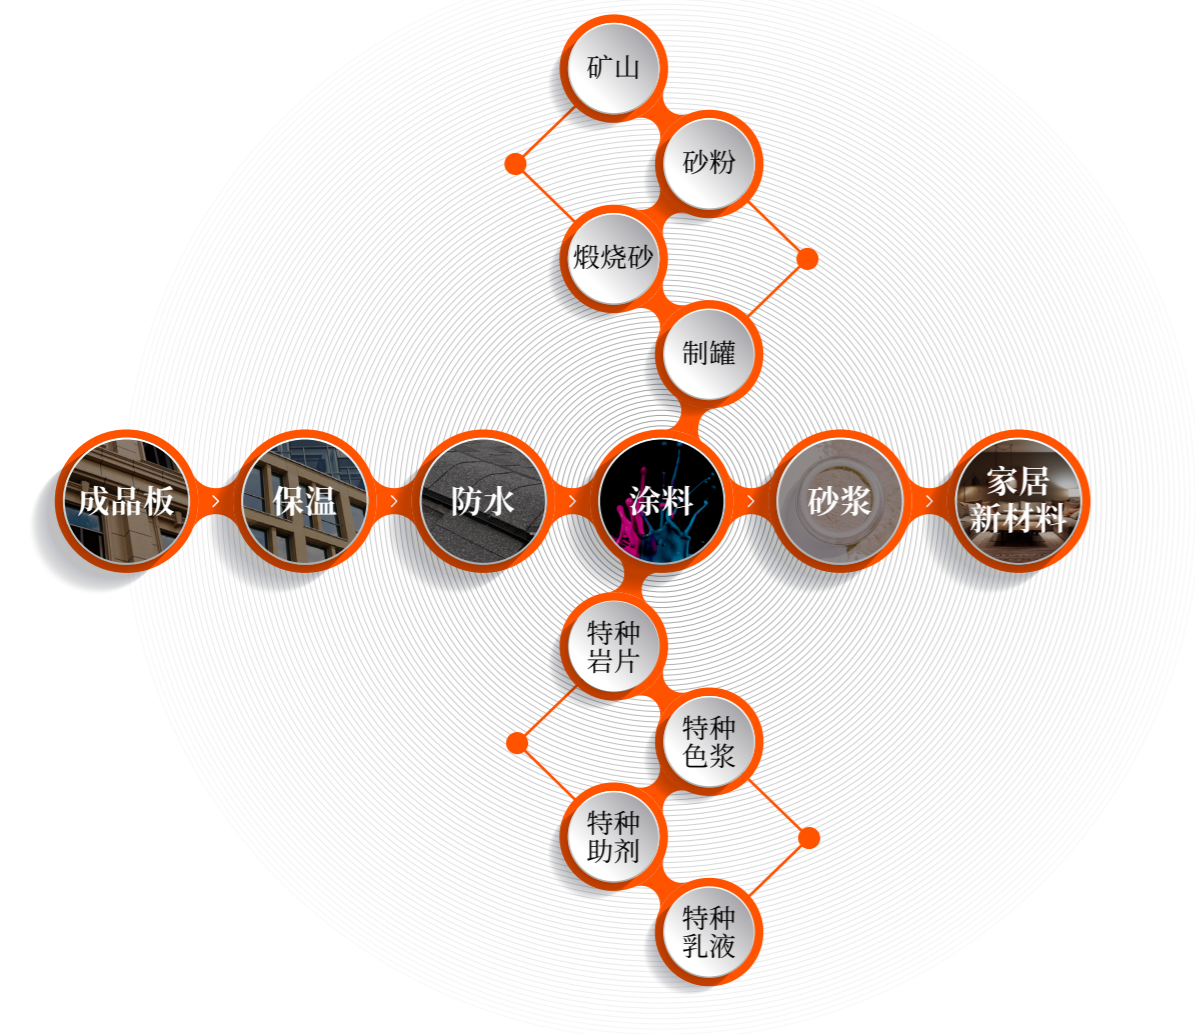 矿山
砂粉
煅烧砂
制罐
成品板
保温
防水
涂料
砂浆
家居
新材料
特种
岩片
特种
色浆
特种
助剂
特种
乳液